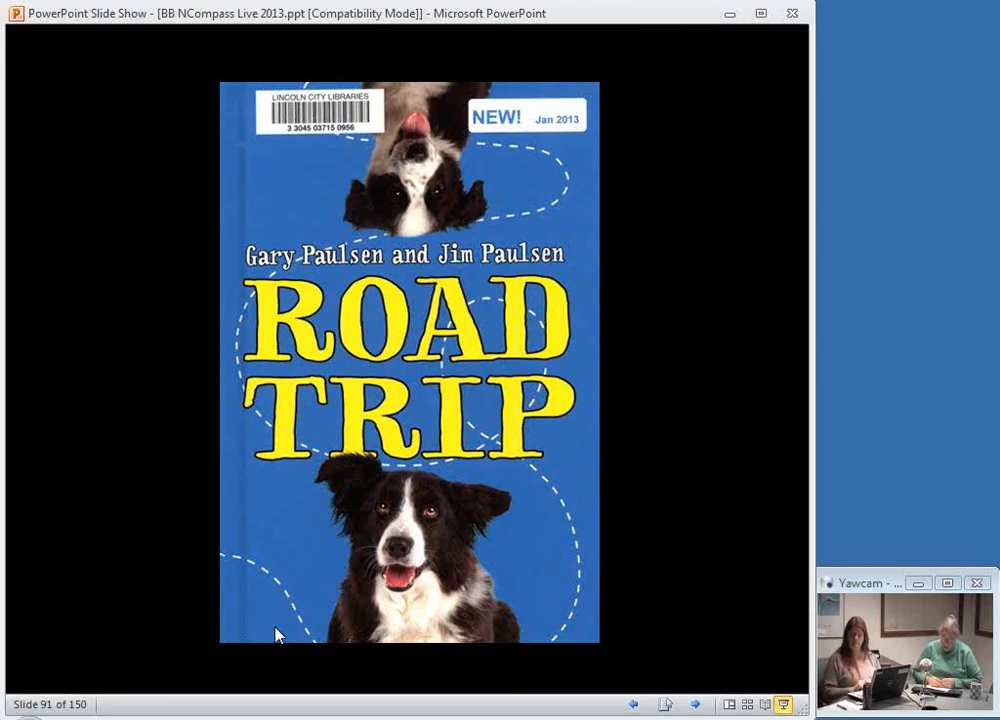 PowerPoint Slide Show - [BB NCompass Live 2013.ppt [Compatibility Mode]] - Microsoft PowerPoint
LINCOLN CITY LIBRARIES
3 3045 03715 0956
NEW! Jan 2013
Gary Paulsen and Jim Paulsen
ROAD
TRIP
Yawcam - ...
Slide 91 of 150